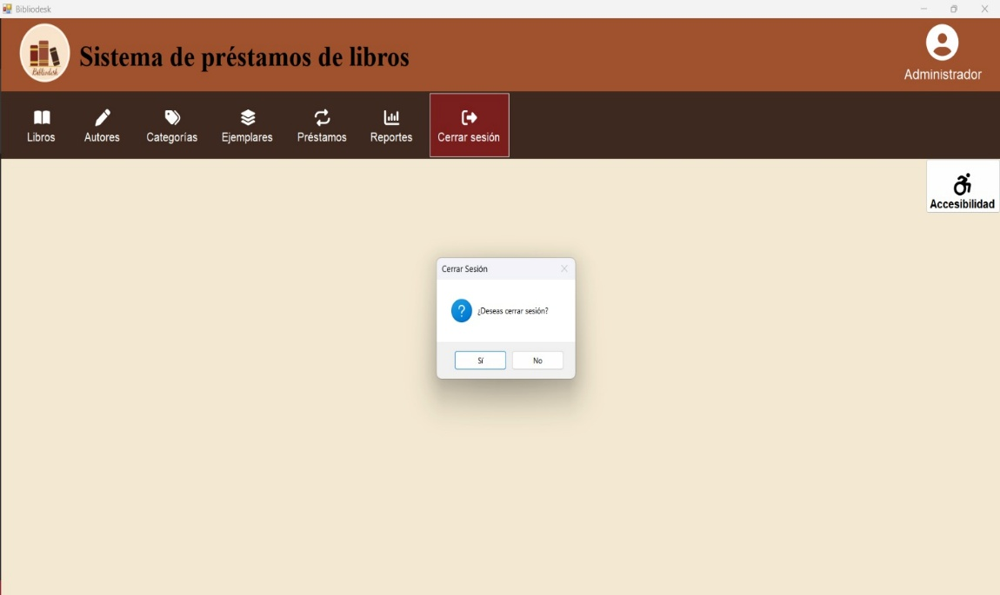 Bibliodesk
Bibliodesk
Sistema de préstamos de libros
Administrador
Libros
Autores
Categorías
Ejemplares
Préstamos
Reportes
Cerrar sesión
Accesibilidad
Cerrar Sesión
¿Deseas cerrar sesión?
Sí
No